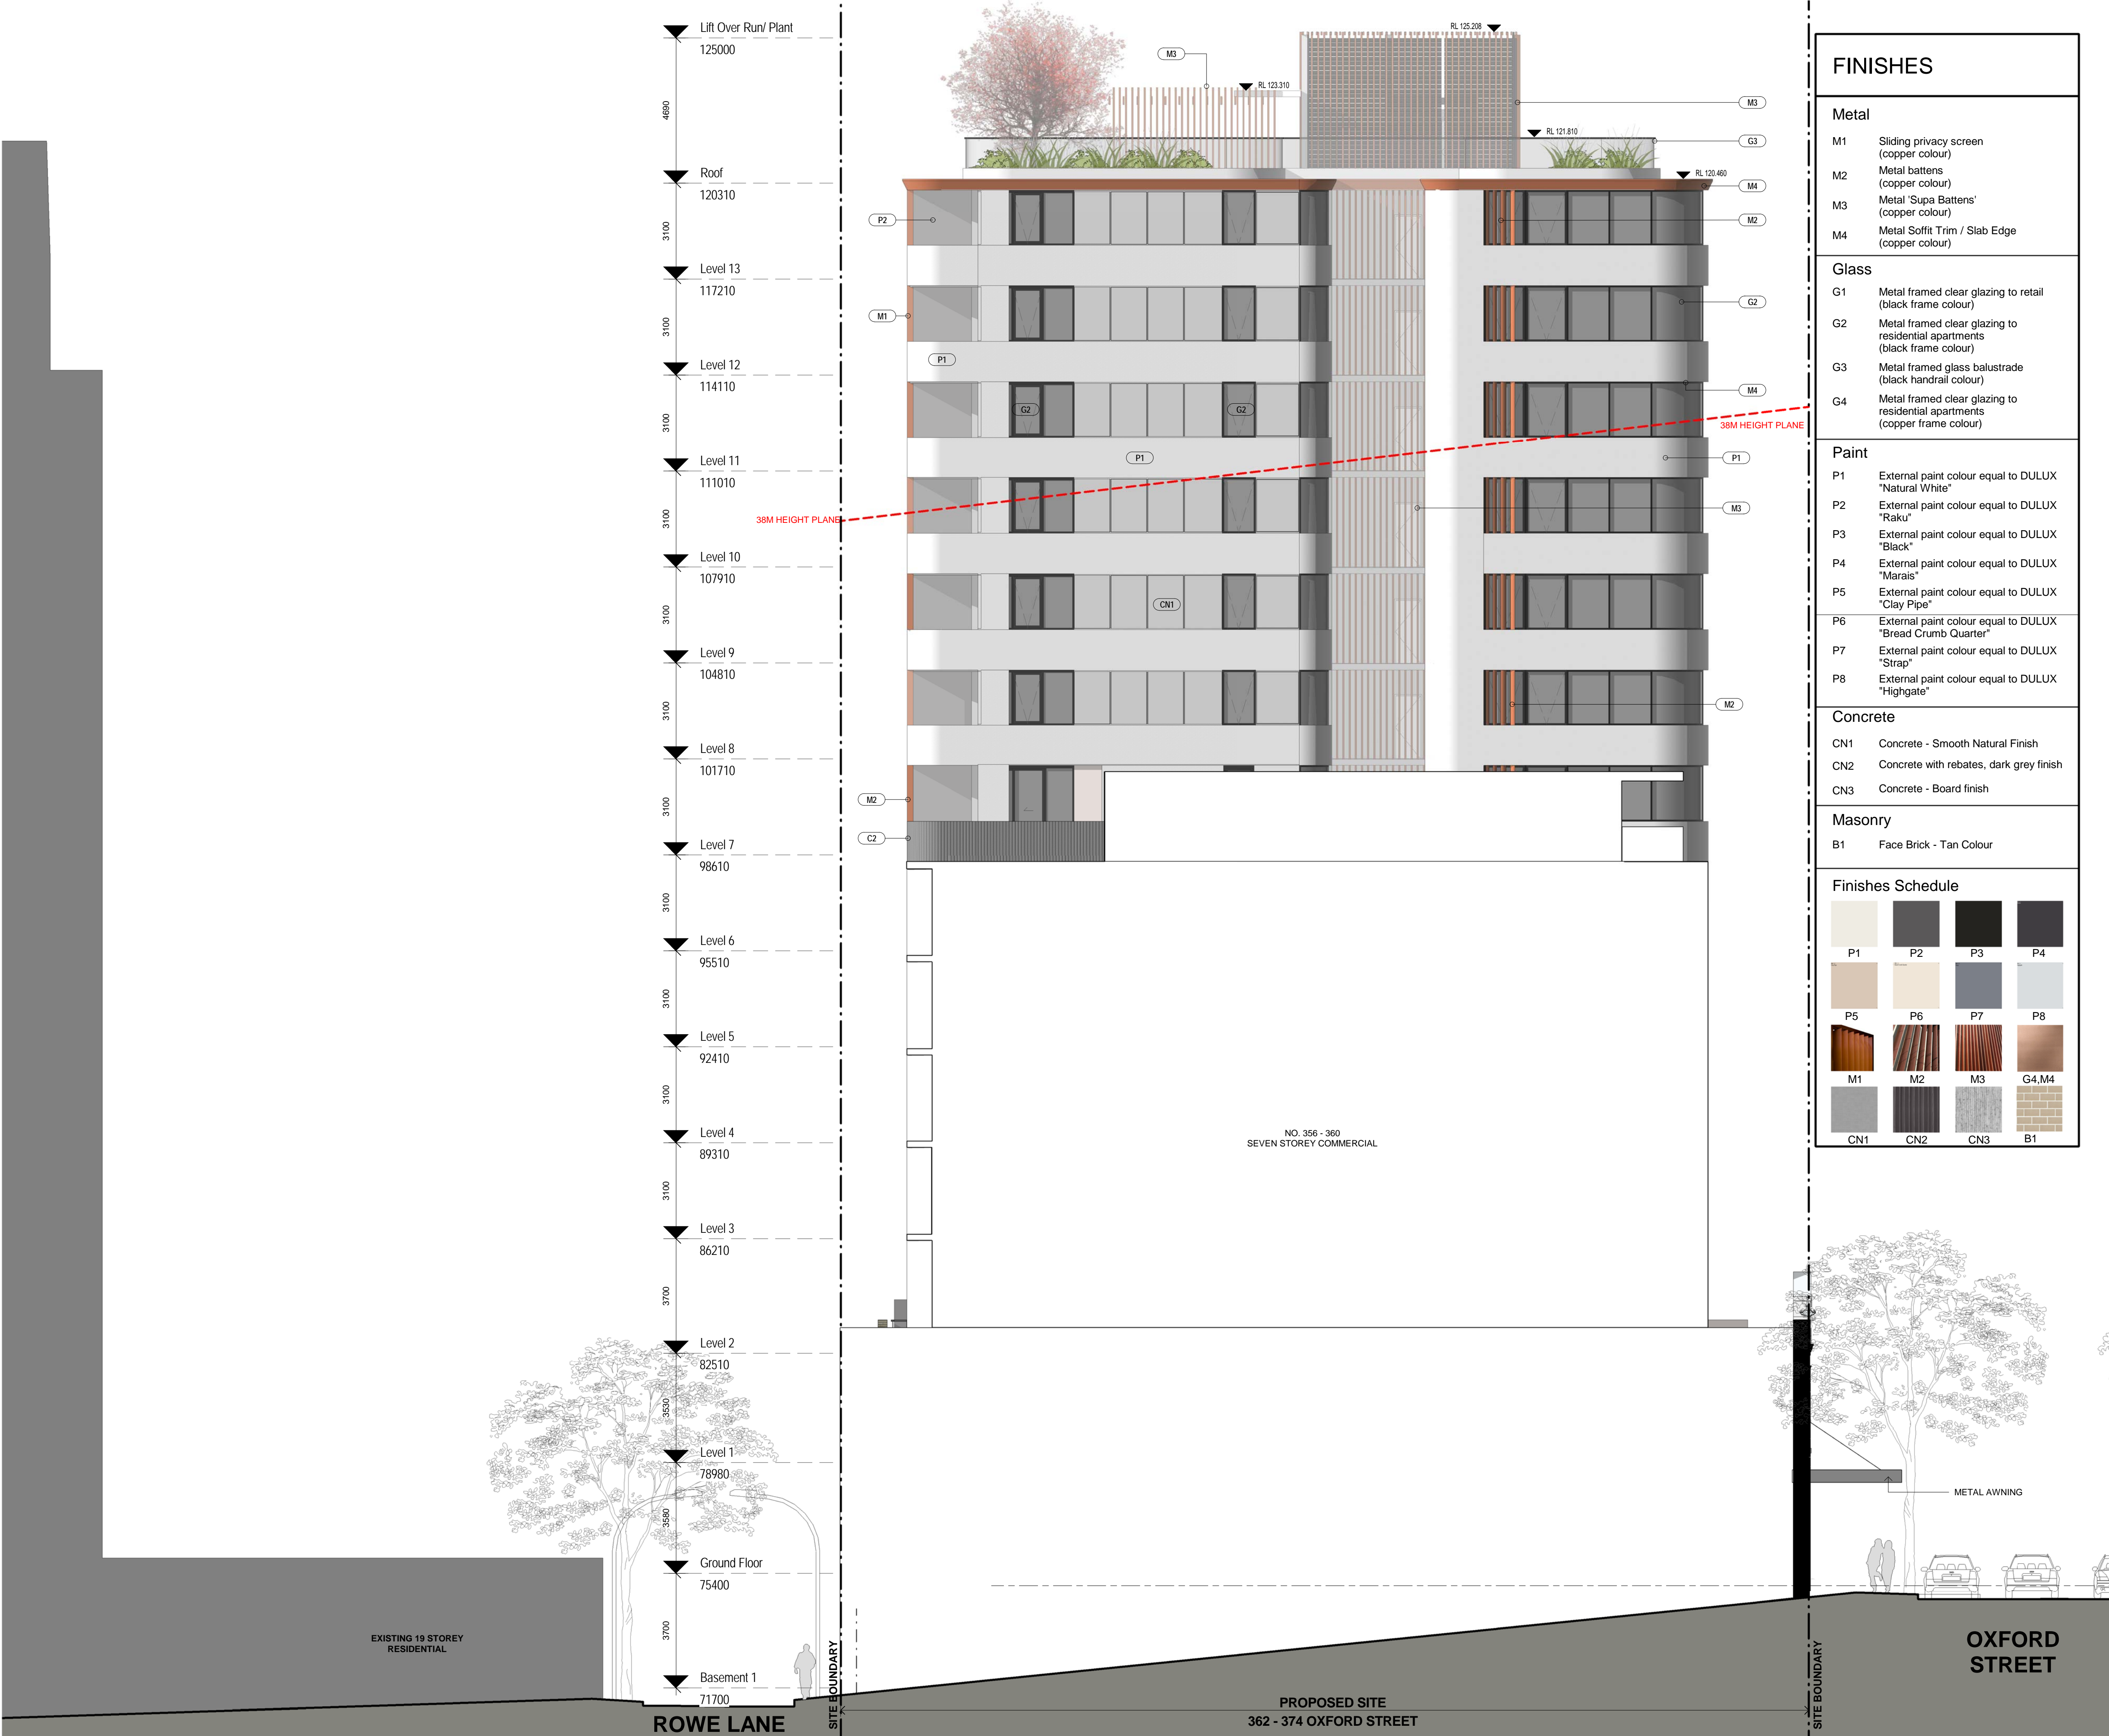 Lift Over Run/ Plant
125000
4690
Roof
120310
3100
Level 13
117210
3100
Level 12
114110
3100
Level 11
111010
3100
Level 10
107910
3100
Level 9
104810
3100
Level 8
101710
3100
Level 7
98610
3100
Level 6
95510
3100
Level 5
92410
3100
Level 4
89310
3100
Level 3
86210
3700
Level 2
82510
3530
Level 1
78980
3580
Ground Floor
75400
3700
Basement 1
71700
EXISTING 19 STOREY
RESIDENTIAL
ROWE LANE
SITE BOUNDARY
RL 125.208
M3
RL 123.310
M3
RL 121.810
G3
RL 120.460
M4
P2
M2
M1
G2
P1
M4
G2
G2
38M HEIGHT PLANE
P1
P1
38M HEIGHT PLANE
M3
CN1
M2
M2
C2
NO. 356 - 360
SEVEN STOREY COMMERCIAL
METAL AWNING
PROPOSED SITE
362 - 374 OXFORD STREET
SITE BOUNDARY
OXFORD
STREET
FINISHES
Metal
M1 Sliding privacy screen
(copper colour)
M2 Metal battens
(copper colour)
M3 Metal 'Supa Battens'
(copper colour)
M4 Metal Soffit Trim / Slab Edge
(copper colour)
Glass
G1 Metal framed clear glazing to retail
(black frame colour)
G2 Metal framed clear glazing to
residential apartments
(black frame colour)
G3 Metal framed glass balustrade
(black handrail colour)
G4 Metal framed clear glazing to
residential apartments
(copper frame colour)
Paint
P1 External paint colour equal to DULUX
"Natural White"
P2 External paint colour equal to DULUX
"Raku"
P3 External paint colour equal to DULUX
"Black"
P4 External paint colour equal to DULUX
"Marais"
P5 External paint colour equal to DULUX
"Clay Pipe"
P6 External paint colour equal to DULUX
"Bread Crumb Quarter"
P7 External paint colour equal to DULUX
"Strap"
P8 External paint colour equal to DULUX
"Highgate"
Concrete
CN1 Concrete - Smooth Natural Finish
CN2 Concrete with rebates, dark grey finish
CN3 Concrete - Board finish
Masonry
B1 Face Brick - Tan Colour
Finishes Schedule
P1 P2 P3 P4
P5 P6 P7 P8
M1 M2 M3 G4,M4
CN1 CN2 CN3 B1